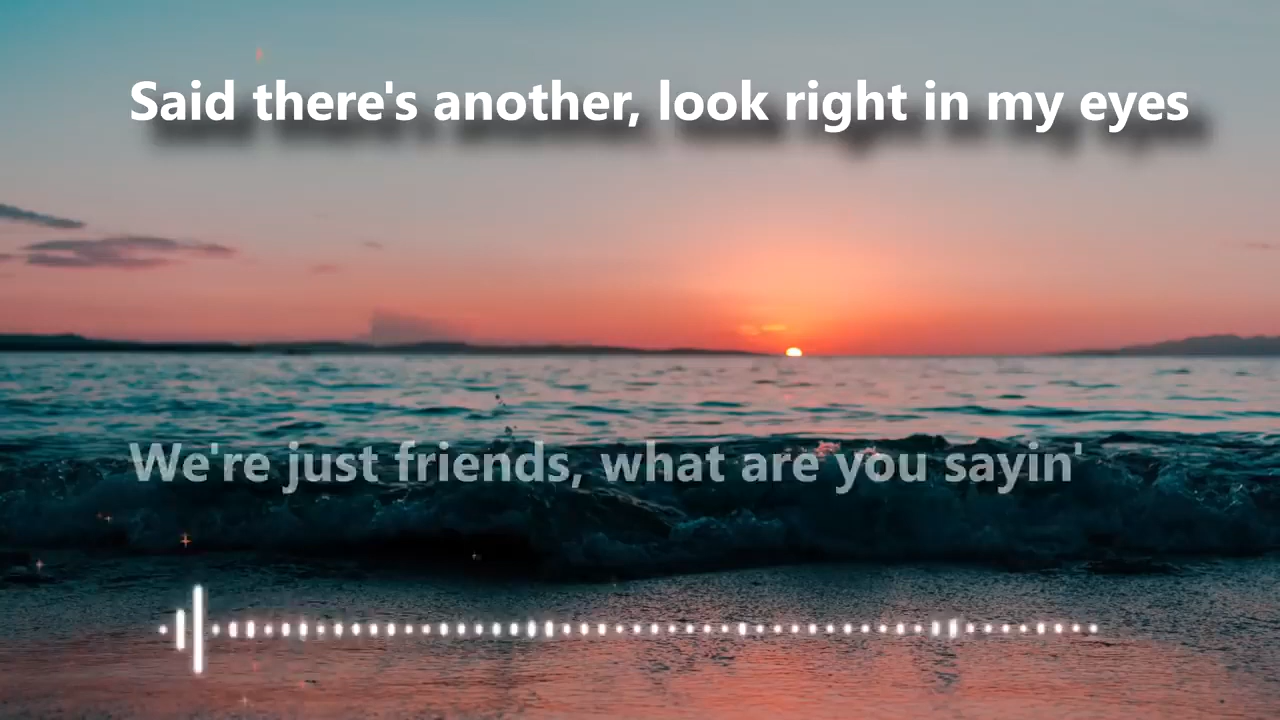 Said there's another, look right in my eyes
We're just friends, what are you sayin'